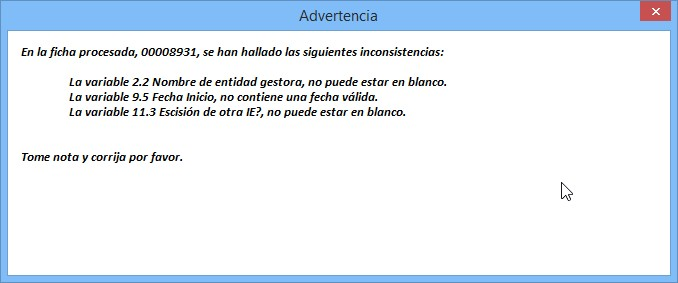 Advertencia
En la ficha procesada, 00008931, se han hallado las siguientes inconsistencias:
La variable 2.2 Nombre de entidad gestora, no puede estar en blanco.
La variable 9.5 Fecha Inicio, no contiene una fecha válida.
La variable 11.3 Escisión de otra IE?, no puede estar en blanco.
Tome nota y corrija por favor.